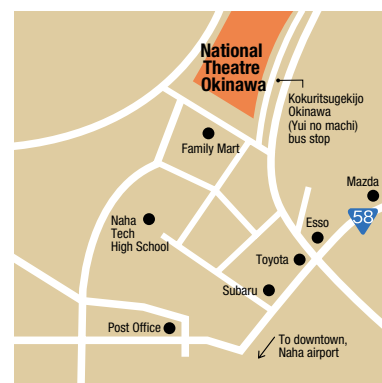 National
Theatre
Okinawa
Kokuritsugekijo
Okinawa
(Yui no machi)
bus stop
Family Mart
Mazda
58
Naha
Tech
High School
Esso
Toyota
Subaru
Post Office
To downtown,
Naha airport